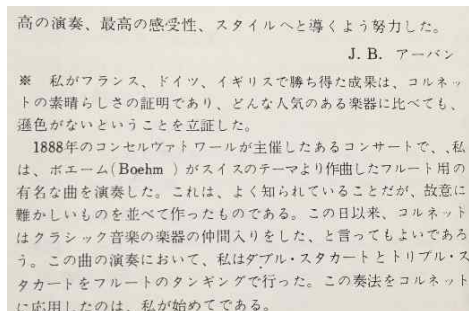 高の演奏、最高の感受性、スタイルへと導くよう努力した。
J. B. アーバン
※ 私がフランス、ドイツ、イギリスで勝ち得た成果は、コルネッ
トの素晴らしさの証明であり、どんな人気のある楽器に比べても、
遜色がないということを立証した。
1888年のコンセルヴァトワールが主催したあるコンサートで、、私
は、ボエーム(Boehm ) がスイスのテーマより作曲したフルート用の
有名な曲を演奏した。これは、よく知られていることだが、故意に
難かしいものを並べて作ったものである。この日以来、コルネット
はクラシック音楽の楽器の仲間入りをした、と言ってもよいであろ
う。この曲の演奏において、私はダブル・スタカートとトリプル・ス
タカートをフルートのタンギングで行った。この奏法をコルネット
に応用したのは、私が始めてである。